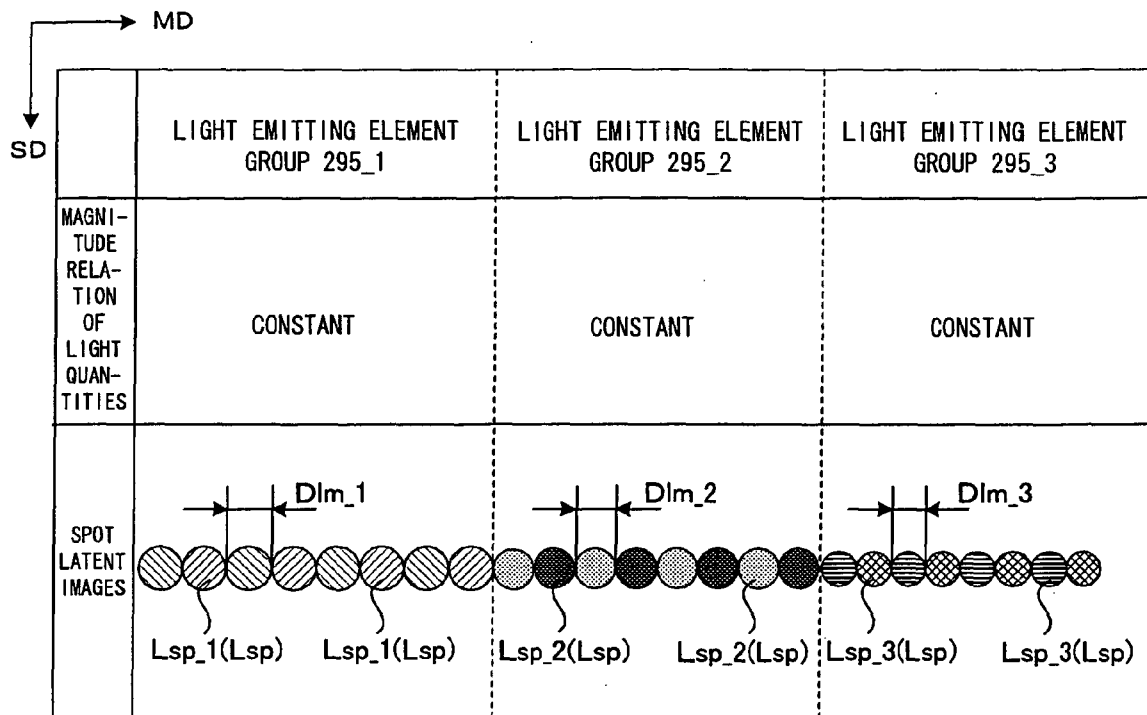 MD
SD
LIGHT EMITTING ELEMENT
GROUP 295_1
LIGHT EMITTING ELEMENT
GROUP 295_2
LIGHT EMITTING ELEMENT
GROUP 295_3
MAGNI-
TUDE
RELA-
TION
OF
LIGHT
QUAN-
TITIES
CONSTANT
CONSTANT
CONSTANT
SPOT
LATENT
IMAGES
Dlm_1
Dlm_2
Dlm_3
Lsp_1(Lsp)
Lsp_1(Lsp)
Lsp_2(Lsp)
Lsp_2(Lsp)
Lsp_3(Lsp)
Lsp_3(Lsp)